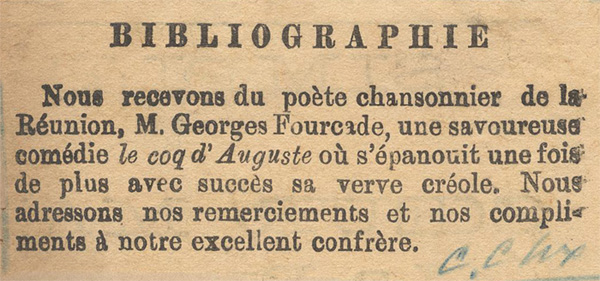 BIBLIOGRAPHIE
Nous recevons du poète chansonnier de la
Réunion, M. Georges Fourcade, une savoureuse
comédie le coq d'Auguste où s'épanouit une fois
de plus avec succès sa verve créole. Nous
adressons nos remerciements et nos compli-
ments à notre excellent confrère.